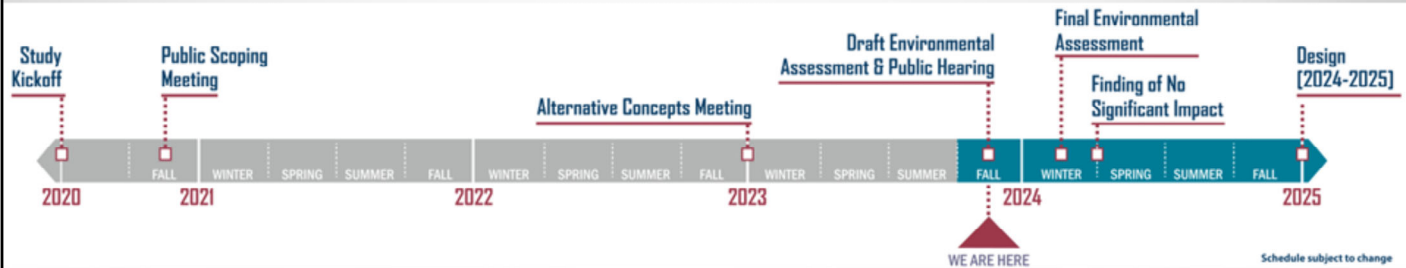 Study
Kickoff
Public Scoping
Meeting
Alternative Concepts Meeting
Draft Environmental
Assessment & Public Hearing
Final Environmental
Assessment
Finding of No
Significant Impact
Design
(2024-2025)
FALL WINTER SPRING SUMMER FALL WINTER SPRING SUMMER FALL WINTER SPRING SUMMER FALL WINTER SPRING SUMMER FALL
2020 2021 2022 2023 2024 2025
WE ARE HERE
Schedule subject to change